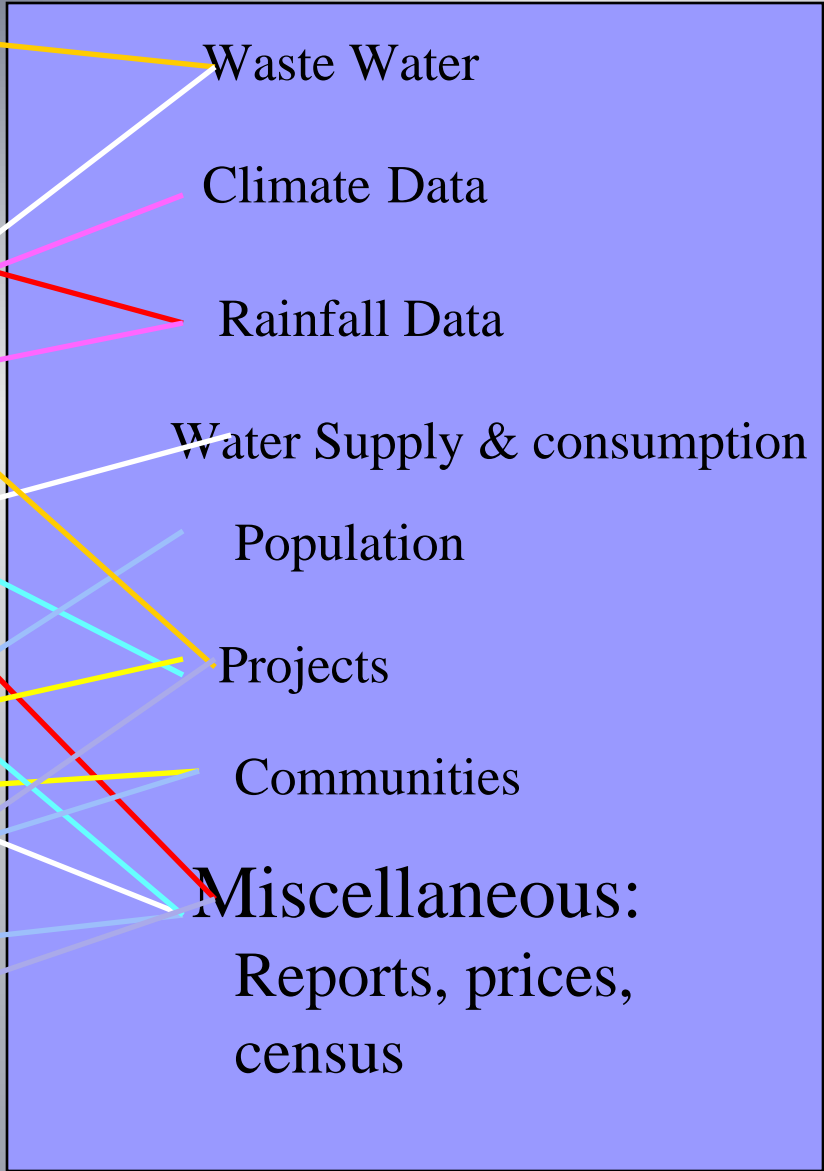 Waste Water
Climate Data
Rainfall Data
Water Supply & consumption
Population
Projects
Communities
Miscellaneous:
Reports, prices,
census